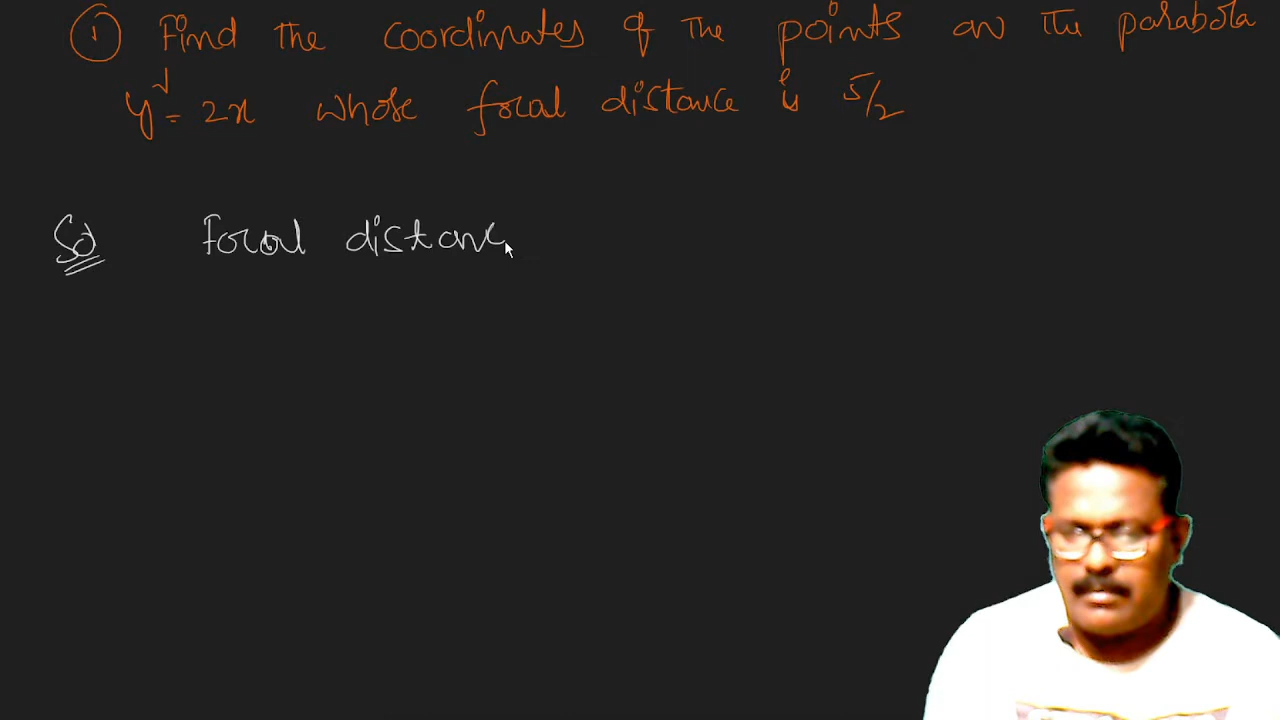 ① Find the coordinates of the points on the parabola
y² = 2x whose focal distance is 5/2
Sol Focal distanc